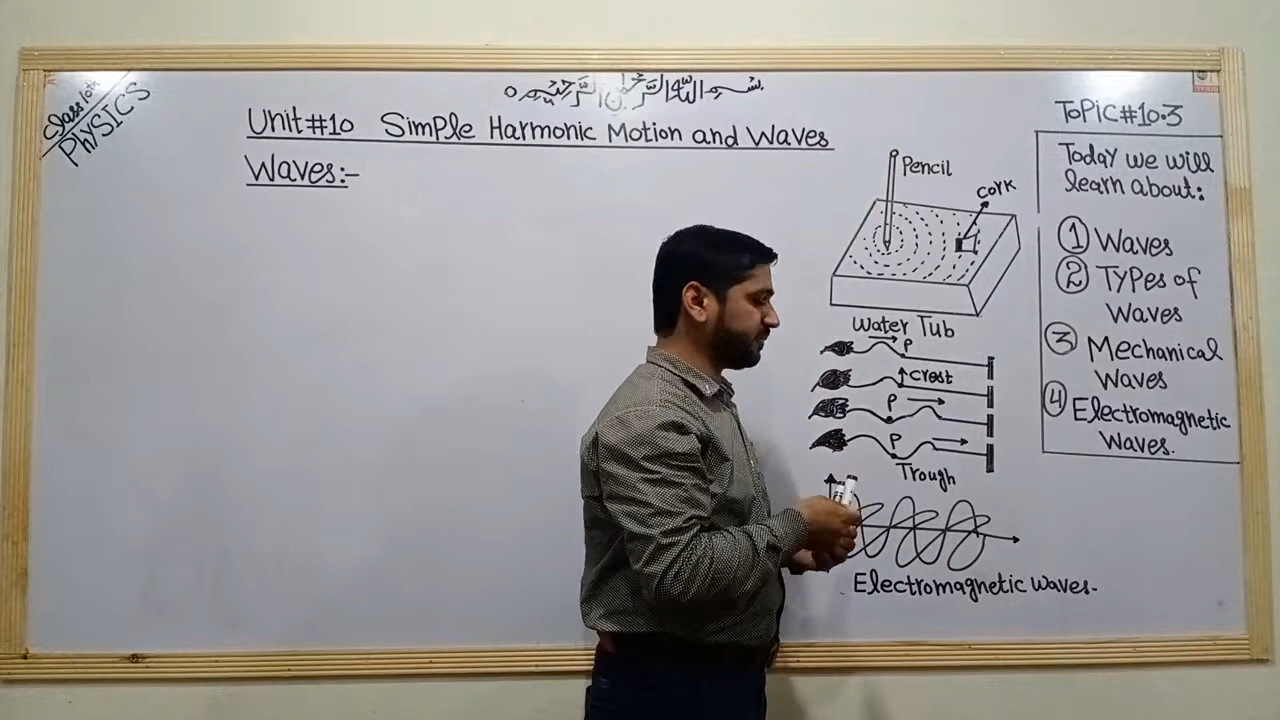 Class 10th
PHYSICS
بسم الله الرحمن الرحيم
Unit#10 Simple Harmonic Motion and Waves
Waves:-
Pencil
Cork
Water Tub
P
Crest
P
P
Trough
Electromagnetic Waves.
Topic#10.3
Today we will
learn about:
① Waves
② Types of
Waves
③ Mechanical
Waves
④ Electromagnetic
Waves.